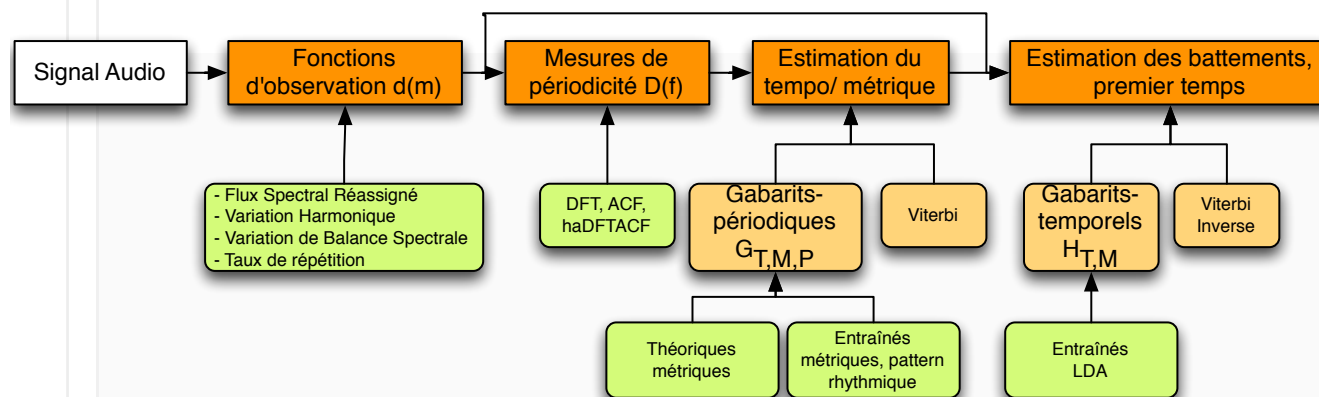 Signal Audio
Fonctions
d'observation d(m)
Mesures de
périodicité D(f)
Estimation du
tempo/ métrique
Estimation des battements,
premier temps
- Flux Spectral Réassigné
- Variation Harmonique
- Variation de Balance Spectrale
- Taux de répétition
DFT, ACF,
haDFTACF
Gabarits-
périodiques
GT,M,P
Viterbi
Gabarits-
temporels
HT,M
Viterbi
Inverse
Théoriques
métriques
Entraînés
métriques, pattern
rhythmique
Entraînés
LDA